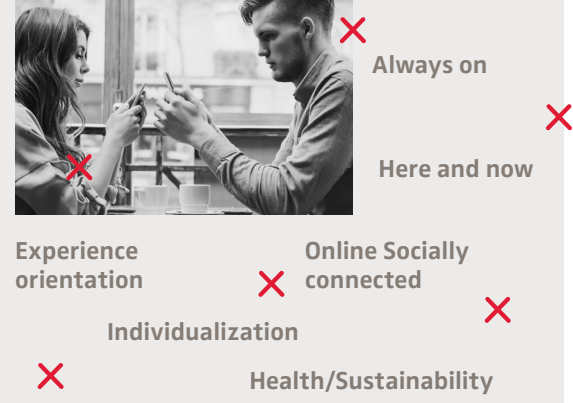 Always on
Here and now
Experience
orientation
Online Socially
connected
Individualization
Health/Sustainability